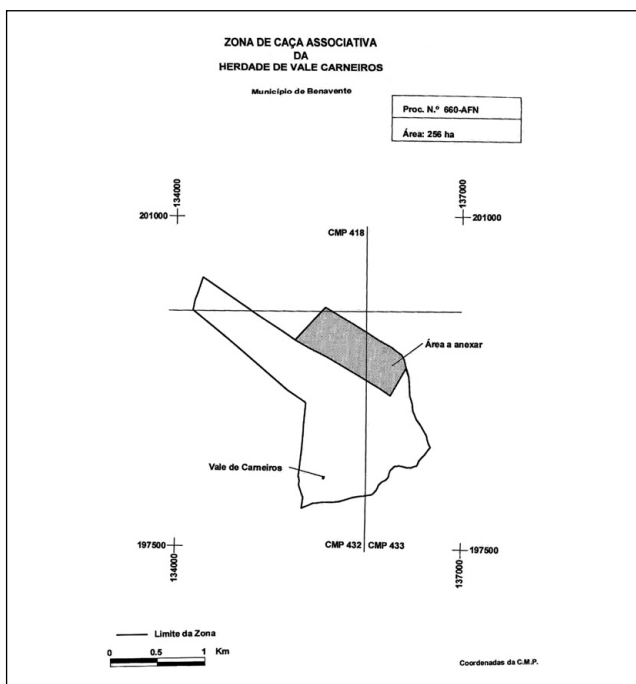 ZONA DE CAÇA ASSOCIATIVA
DA
HERDADE DE VALE CARNEIROS
Município de Benavente
Proc. N.º 660-AFN
Área: 256 ha
134000
137000
201000
201000
CMP 418
Área a anexar
Vale de Carneiros
197500
CMP 432
CMP 433
197500
134000
137000
Limite da Zona
0
0.5
1
Km
Coordenadas da C.M.P.